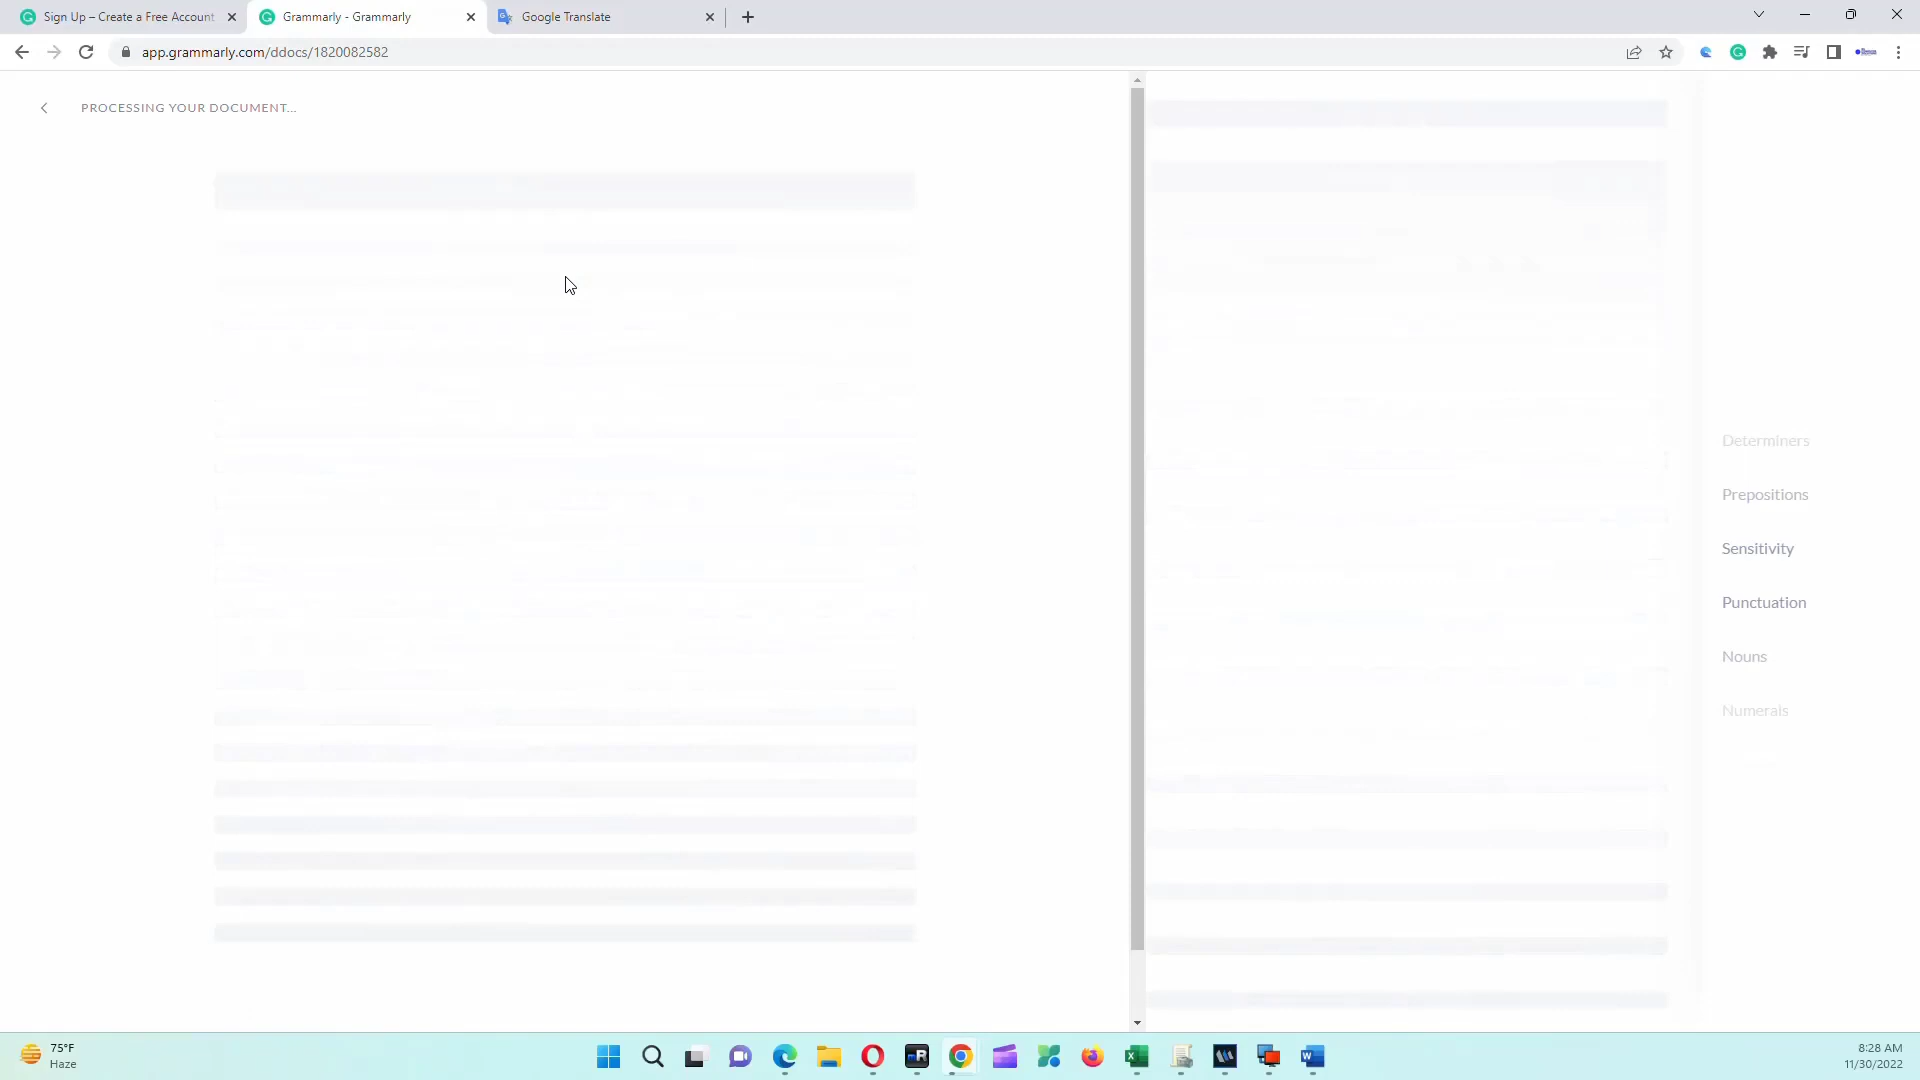 Sign Up – Create a Free Account
Grammarly - Grammarly
Google Translate
app.grammarly.com/ddocs/1820082582
PROCESSING YOUR DOCUMENT...
Determiners
Prepositions
Sensitivity
Punctuation
Nouns
Numerals
75°F
Haze
8:28 AM
11/30/2022